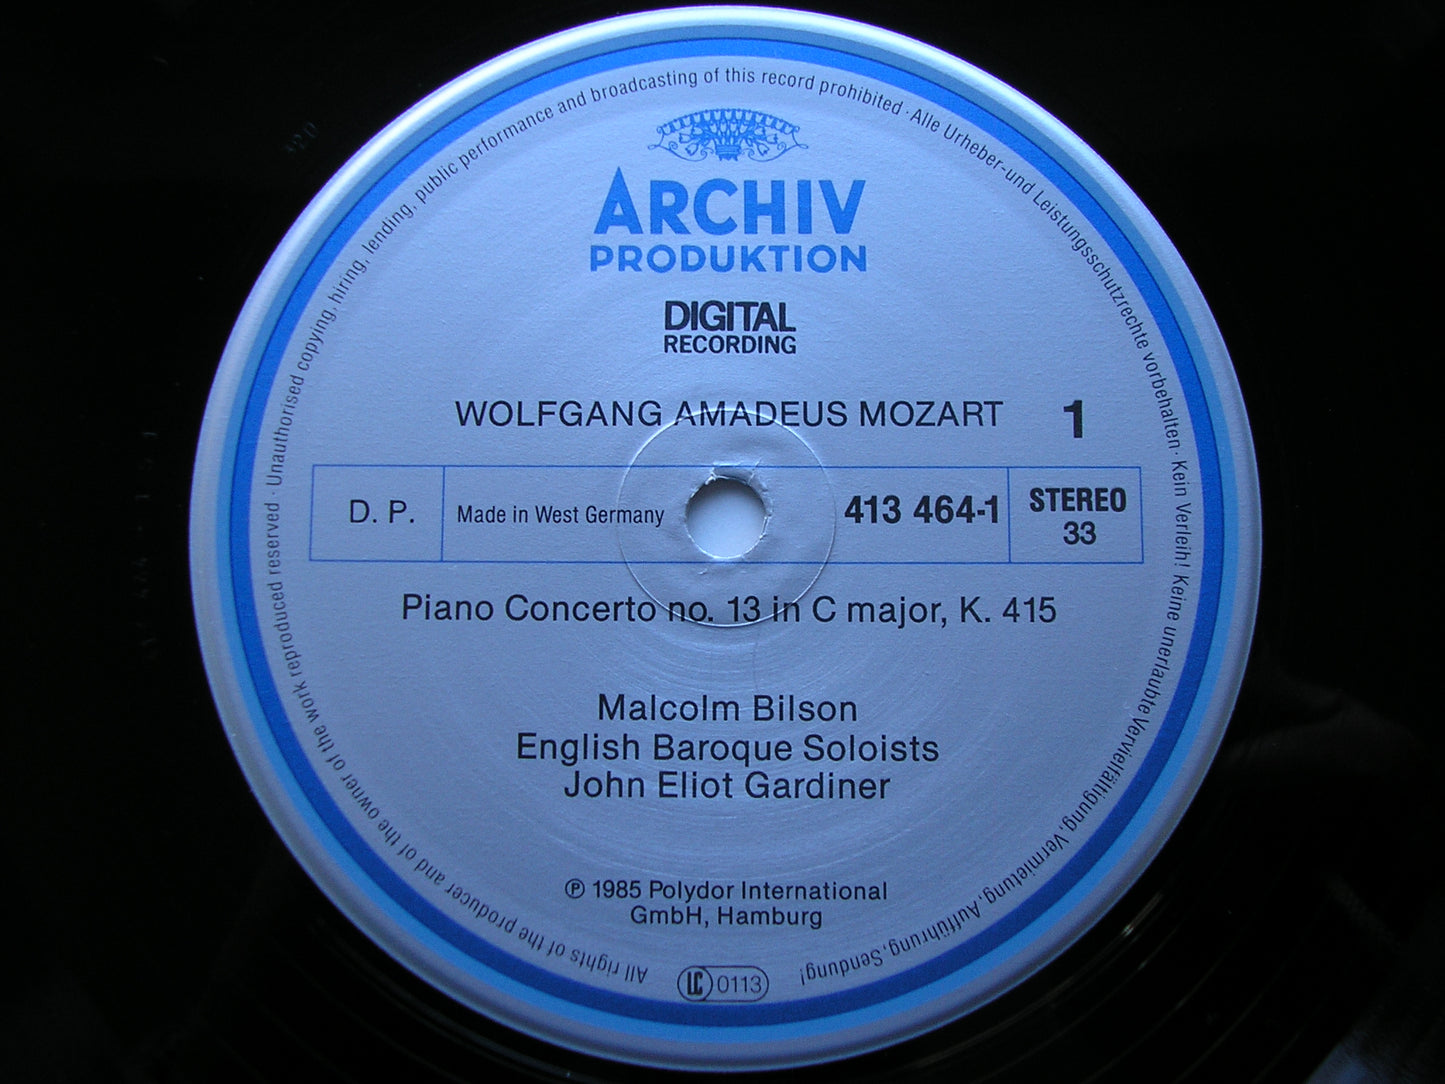 ARCHIV
PRODUKTION
DIGITAL
RECORDING
WOLFGANG AMADEUS MOZART 1
D. P. Made in West Germany 413 464-1 STEREO
33
Piano Concerto no. 13 in C major, K. 415
Malcolm Bilson
English Baroque Soloists
John Eliot Gardiner
℗ 1985 Polydor International
GmbH, Hamburg
LC 0113
All rights of the producer and of the owner of the work reproduced reserved · Unauthorised copying, hiring, lending, public performance and broadcasting of this record prohibited · Alle Urheber-und Leistungsschutzrechte vorbehalten · Kein Verleih! Keine unerlaubte Vervielfältigung, Vermietung, Aufführung, Sendung!